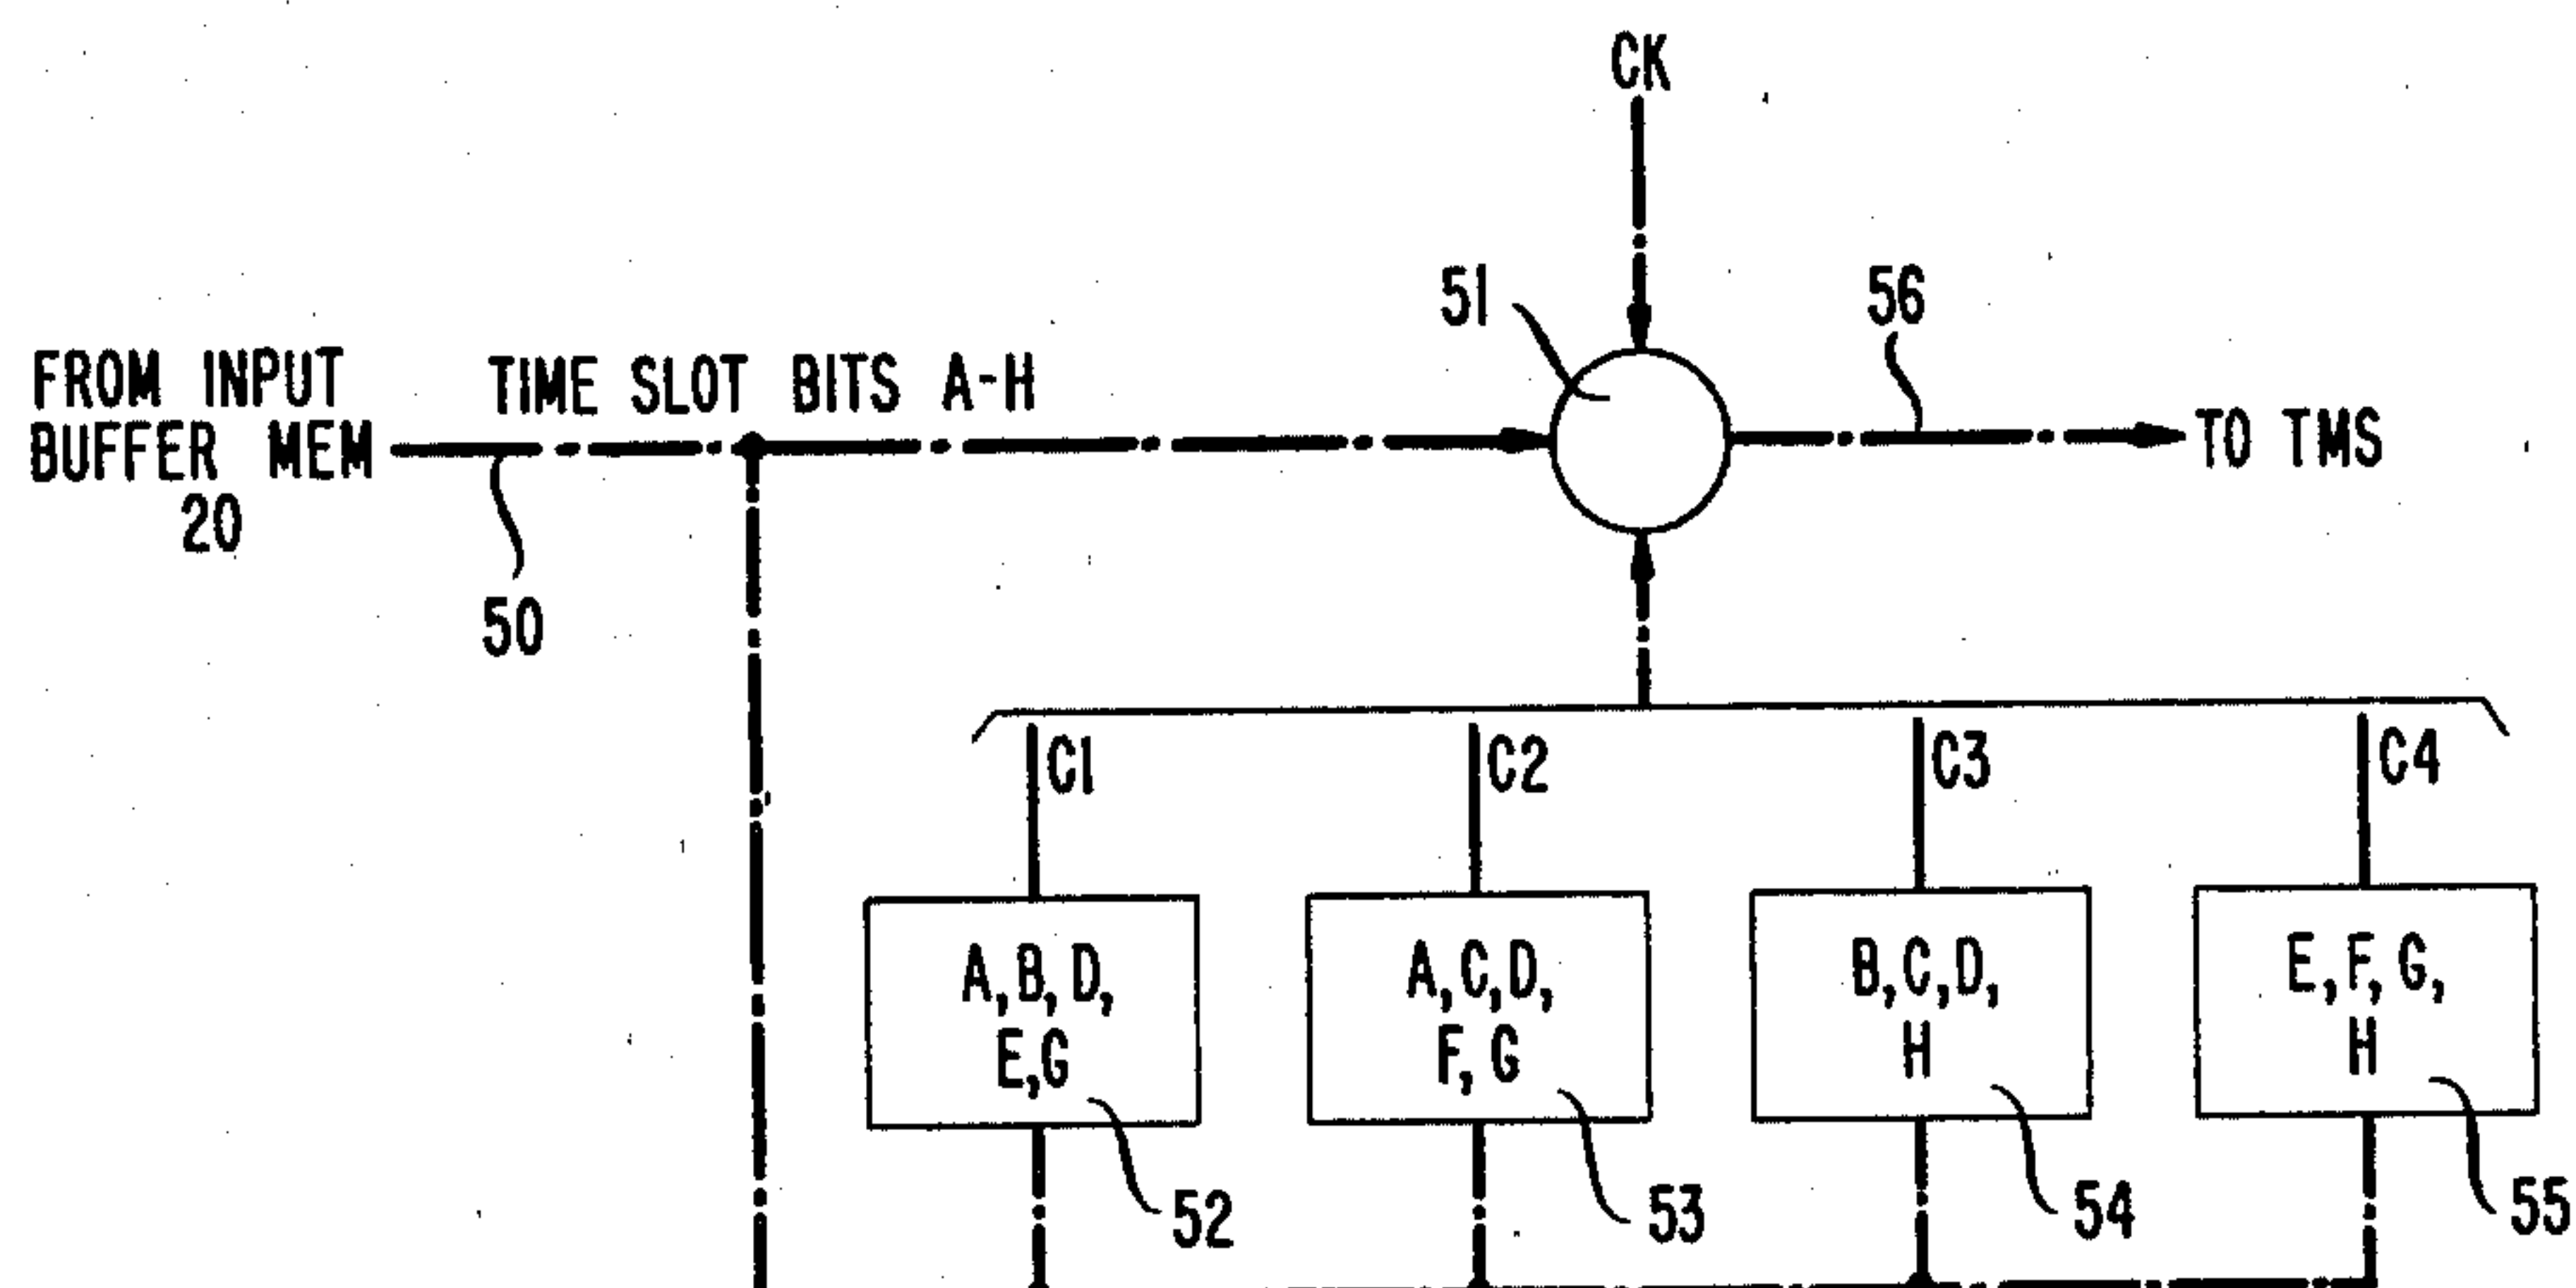 CK
51
56
FROM INPUT
BUFFER MEM
20
TIME SLOT BITS A-H
TO TMS
50
C1
C2
C3
C4
A, B, D,
E, G
A, C, D,
F, G
B, C, D,
H
E, F, G,
H
52
53
54
55